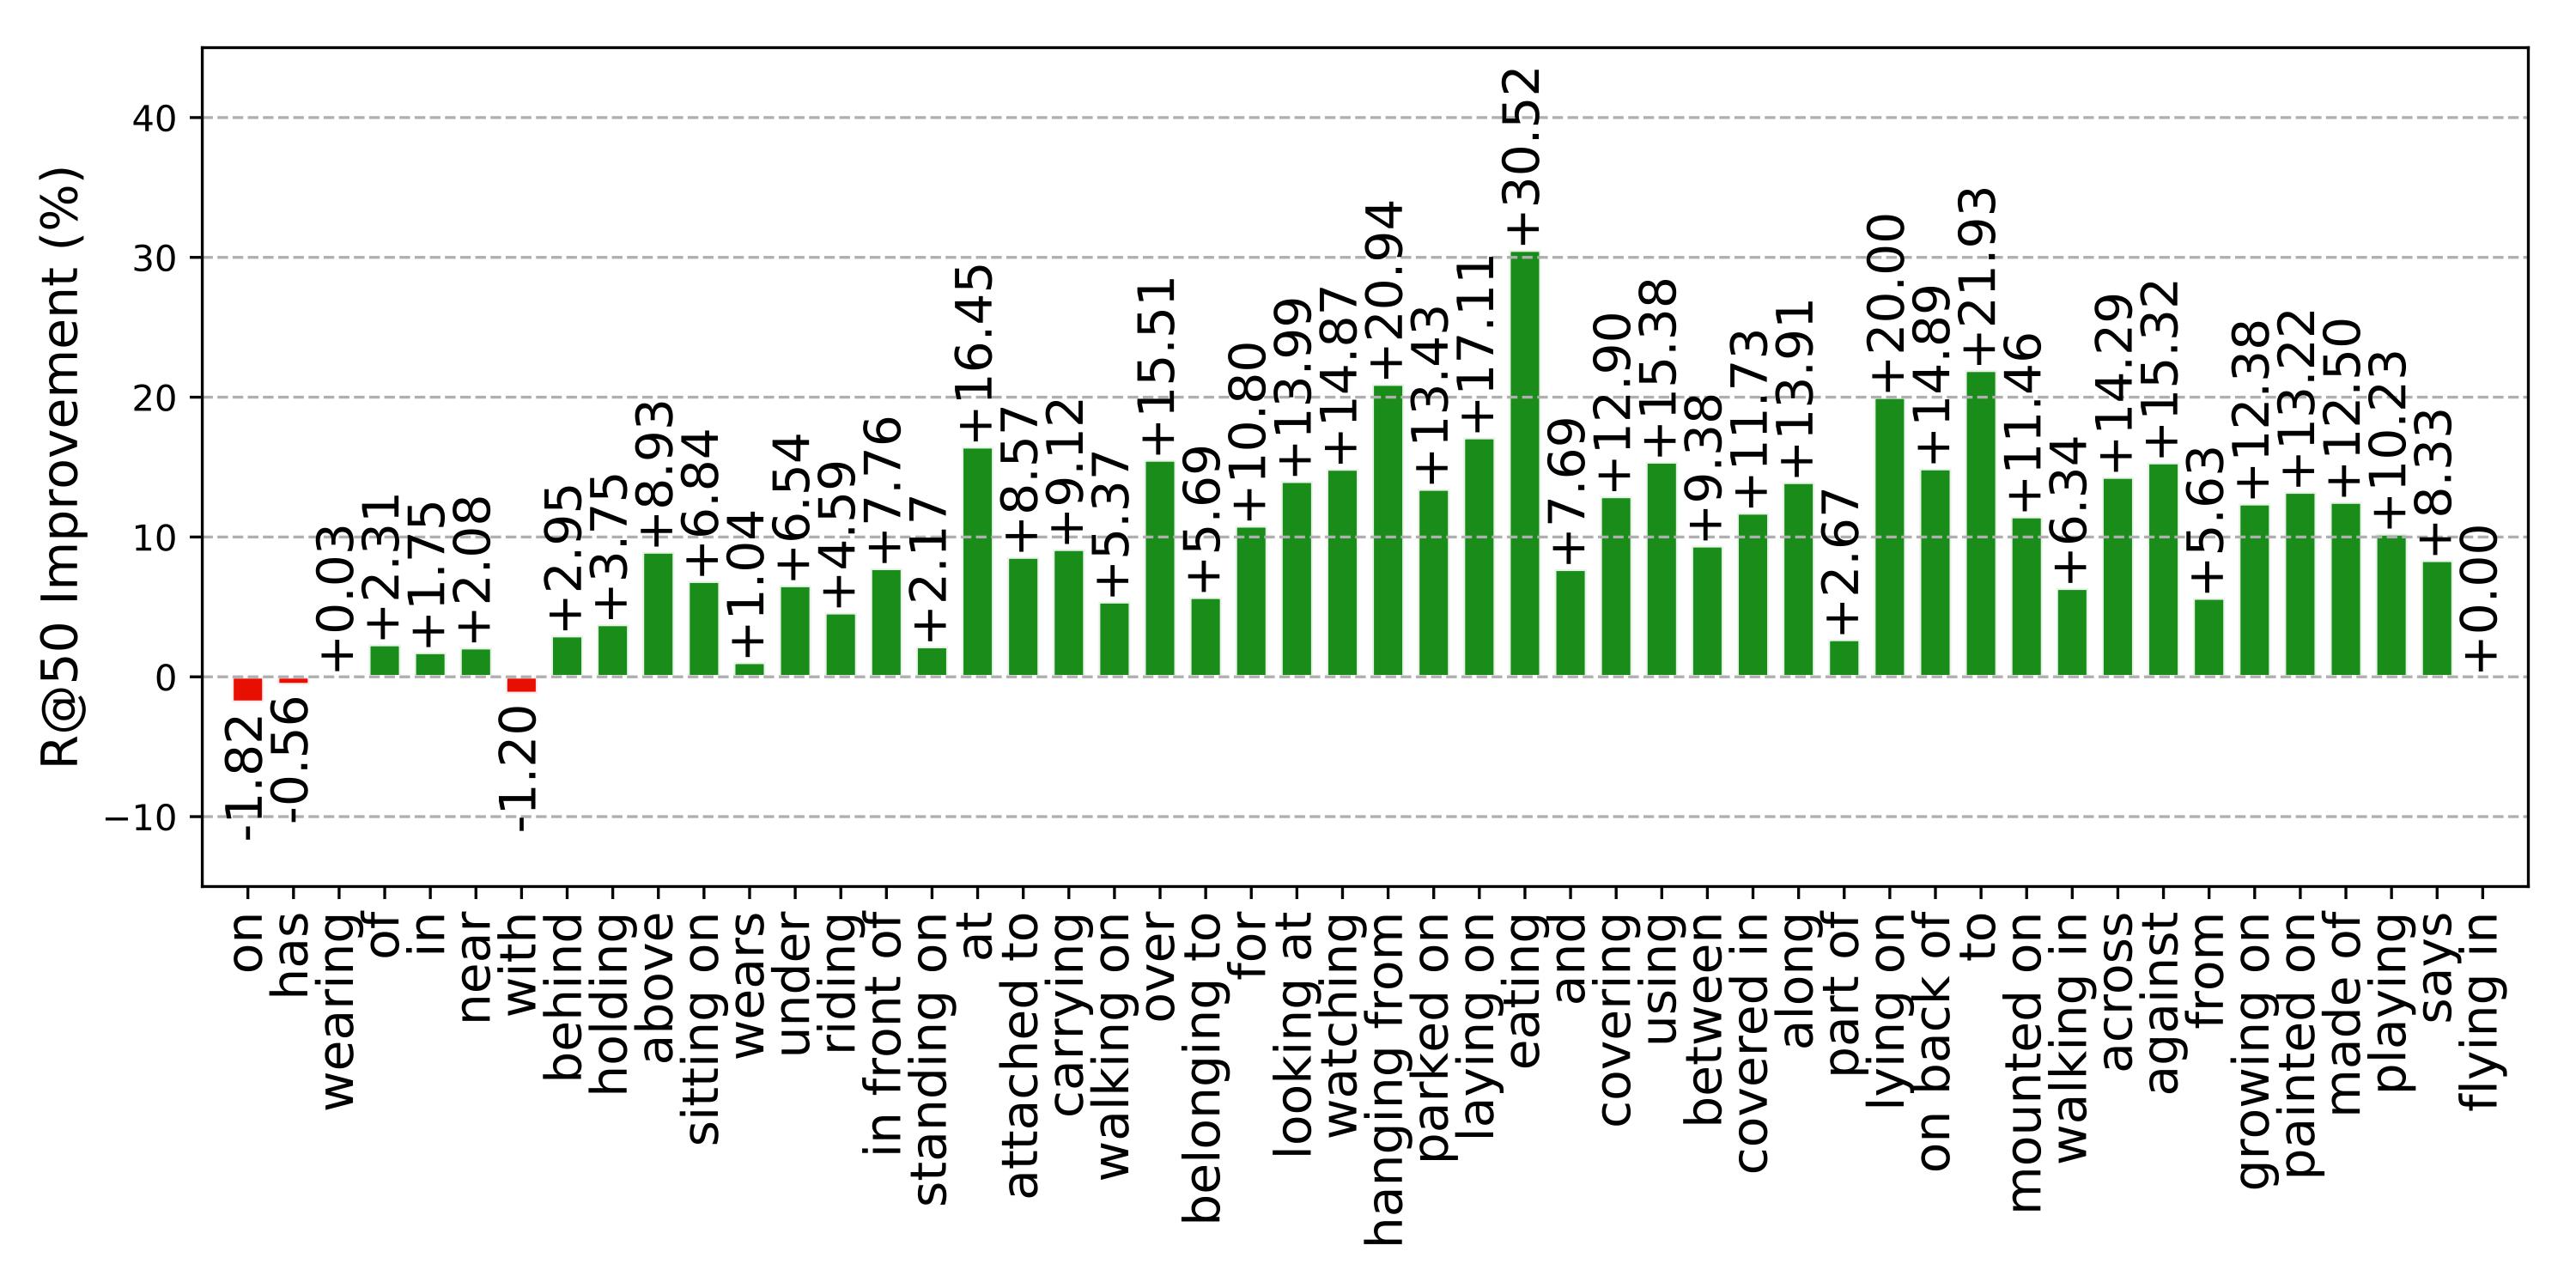 R@50 Improvement (%)
40
30
20
10
0
−10
-1.82
-0.56
+0.03
+2.31
+1.75
+2.08
-1.20
+2.95
+3.75
+8.93
+6.84
+1.04
+6.54
+4.59
+7.76
+2.17
+16.45
+8.57
+9.12
+5.37
+15.51
+5.69
+10.80
+13.99
+14.87
+20.94
+13.43
+17.11
+30.52
+7.69
+12.90
+15.38
+9.38
+11.73
+13.91
+2.67
+20.00
+14.89
+21.93
+11.46
+6.34
+14.29
+15.32
+5.63
+12.38
+13.22
+12.50
+10.23
+8.33
+0.00
on
has
wearing
of
in
near
with
behind
holding
above
sitting on
wears
under
riding
in front of
standing on
at
attached to
carrying
walking on
over
belonging to
for
looking at
watching
hanging from
parked on
laying on
eating
and
covering
using
between
covered in
along
part of
lying on
on back of
to
mounted on
walking in
across
against
from
growing on
painted on
made of
playing
says
flying in